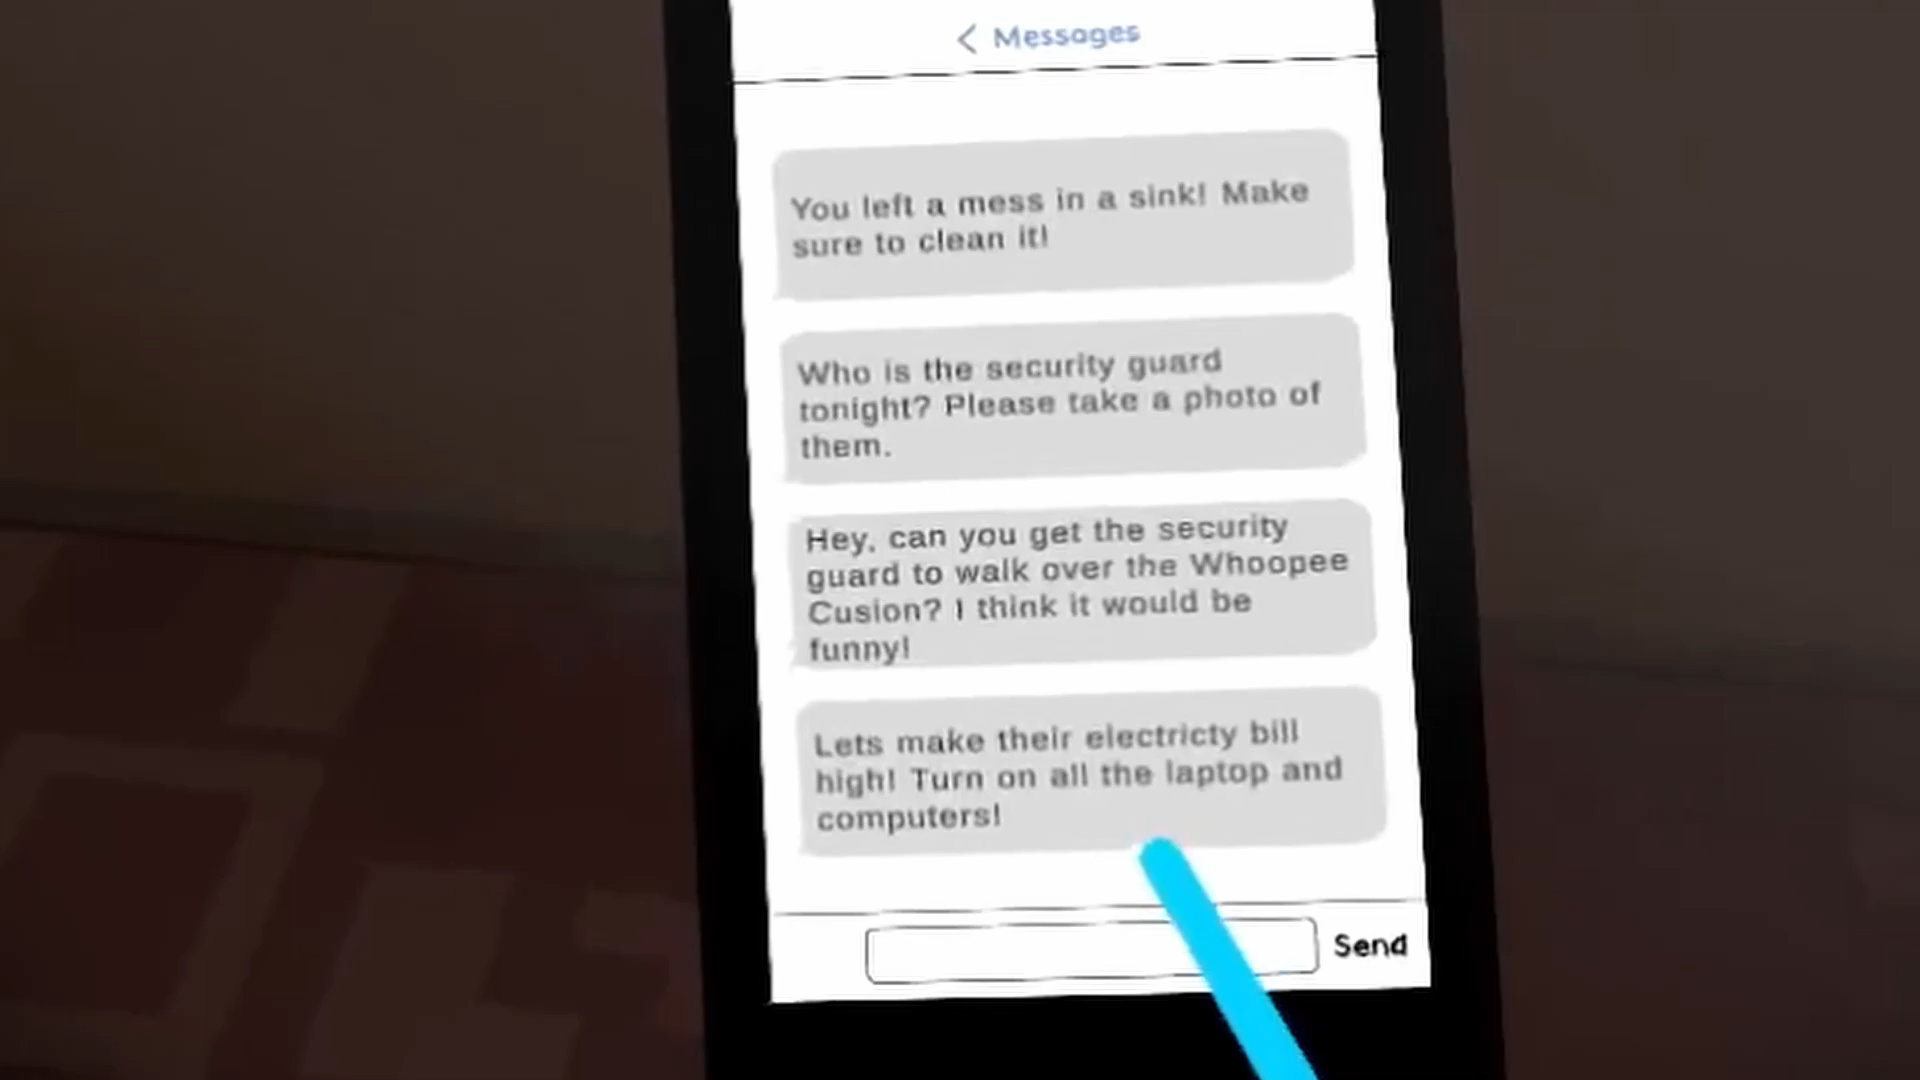 < Messages
You left a mess in a sink! Make
sure to clean it!
Who is the security guard
tonight? Please take a photo of
them.
Hey, can you get the security
guard to walk over the Whoopee
Cusion? I think it would be
funny!
Lets make their electricty bill
high! Turn on all the laptop and
computers!
Send